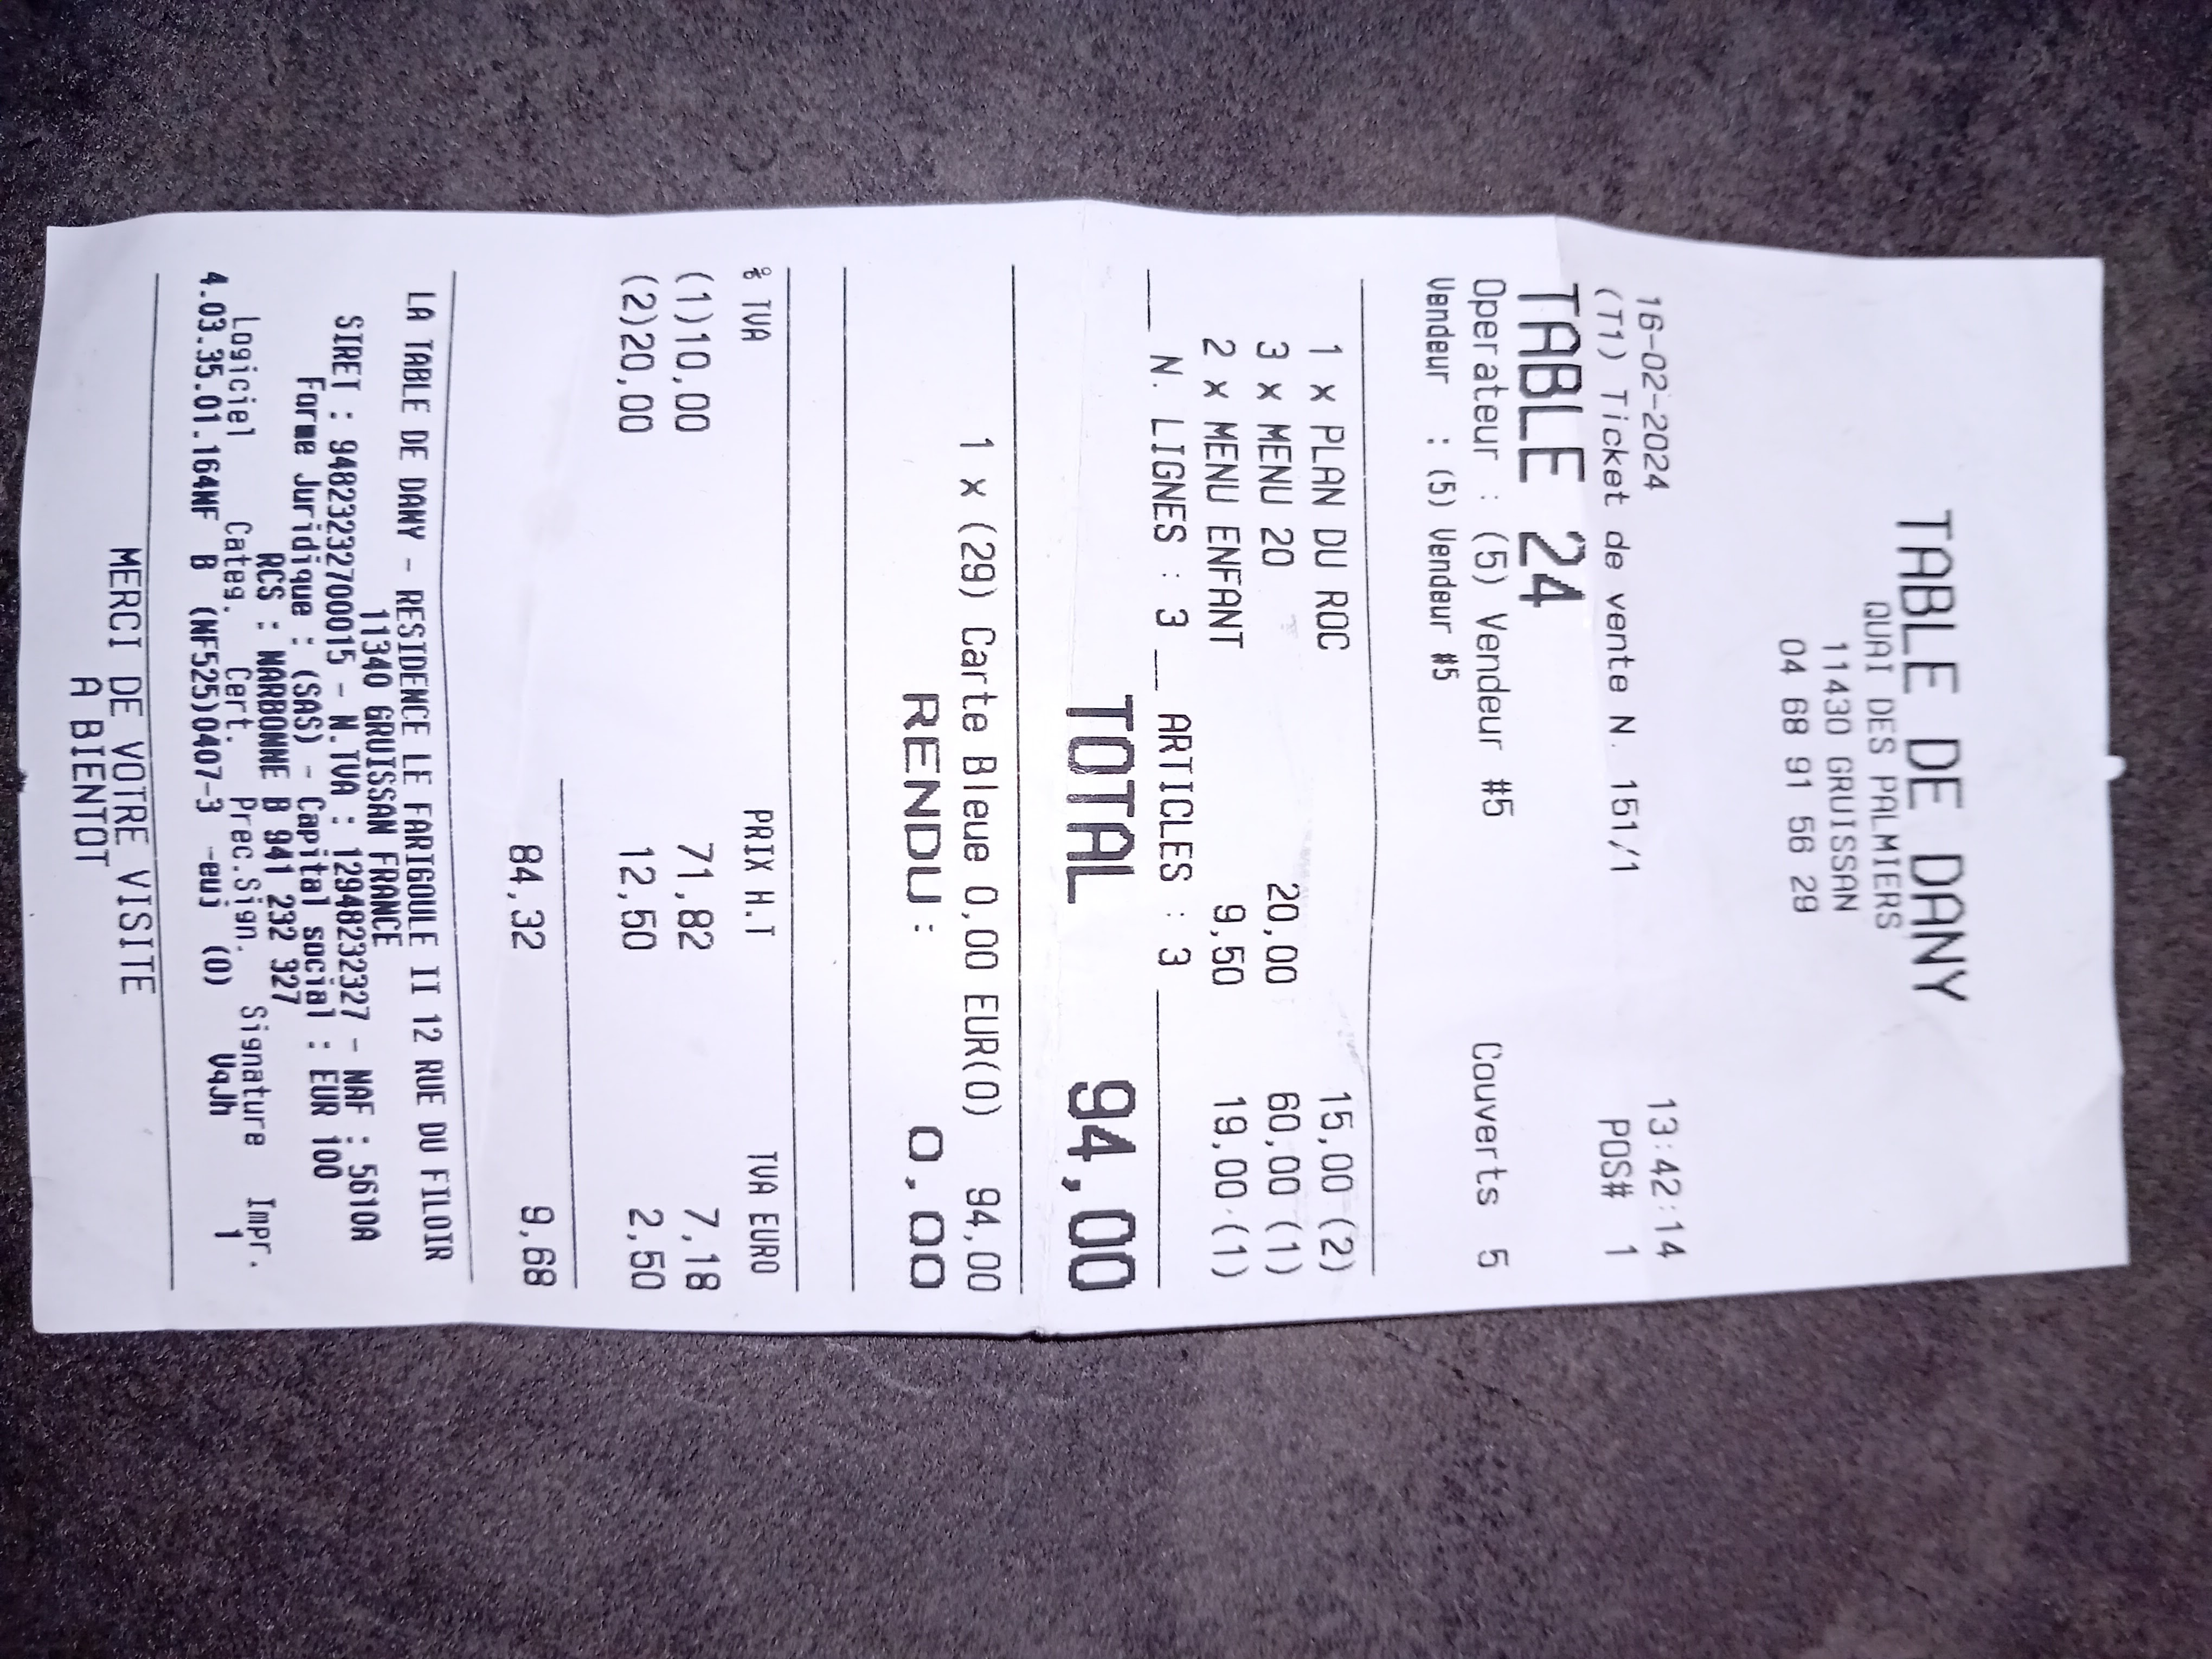 TABLE DE DANY
QUAI DES PALMIERS
11430 GRUISSAN
04 68 91 56 29
16-02-2024 13:42:14
(T1) Ticket de vente N. 151/1 POS# 1
TABLE 24
Operateur : (5) Vendeur #5 Couverts 5
Vendeur : (5) Vendeur #5
1 x PLAN DU ROC 15,00 (2)
3 x MENU 20 20,00 60,00 (1)
2 x MENU ENFANT 9,50 19,00 (1)
N. LIGNES : 3 ARTICLES : 3
TOTAL 94,00
1 x (29) Carte Bleue 0,00 EUR(0) 94,00
RENDU : 0,00
% TVA PRIX H.T TVA EURO
(1)10,00 71,82 7,18
(2)20,00 12,50 2,50
84,32 9,68
LA TABLE DE DANY - RESIDENCE LE FARIGOULE II 12 RUE DU FILOIR
11340 GRUISSAN FRANCE
SIRET : 94823232700015 - N.TVA : 12948232327 - NAF : 5610A
Forme Juridique : (SAS) - Capital social : EUR 100
RCS : NARBONNE B 941 232 327
Logiciel Categ. Cert. Prec.Sign. Signature Impr.
4.03.35.01.164NF B (NF525)0407-3 -euj (0) VqJh 1
MERCI DE VOTRE VISITE
A BIENTOT